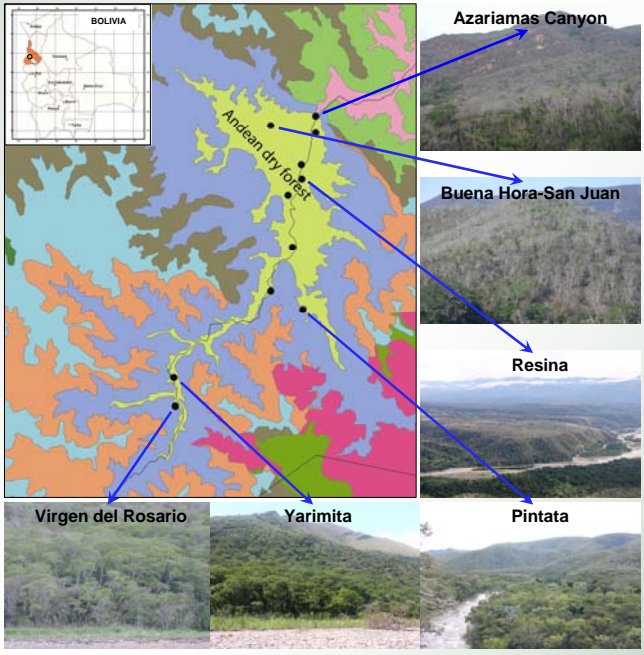 BOLIVIA
Azariamas Canyon
Andean dry forest
Buena Hora-San Juan
Resina
Virgen del Rosario
Yarimita
Pintata